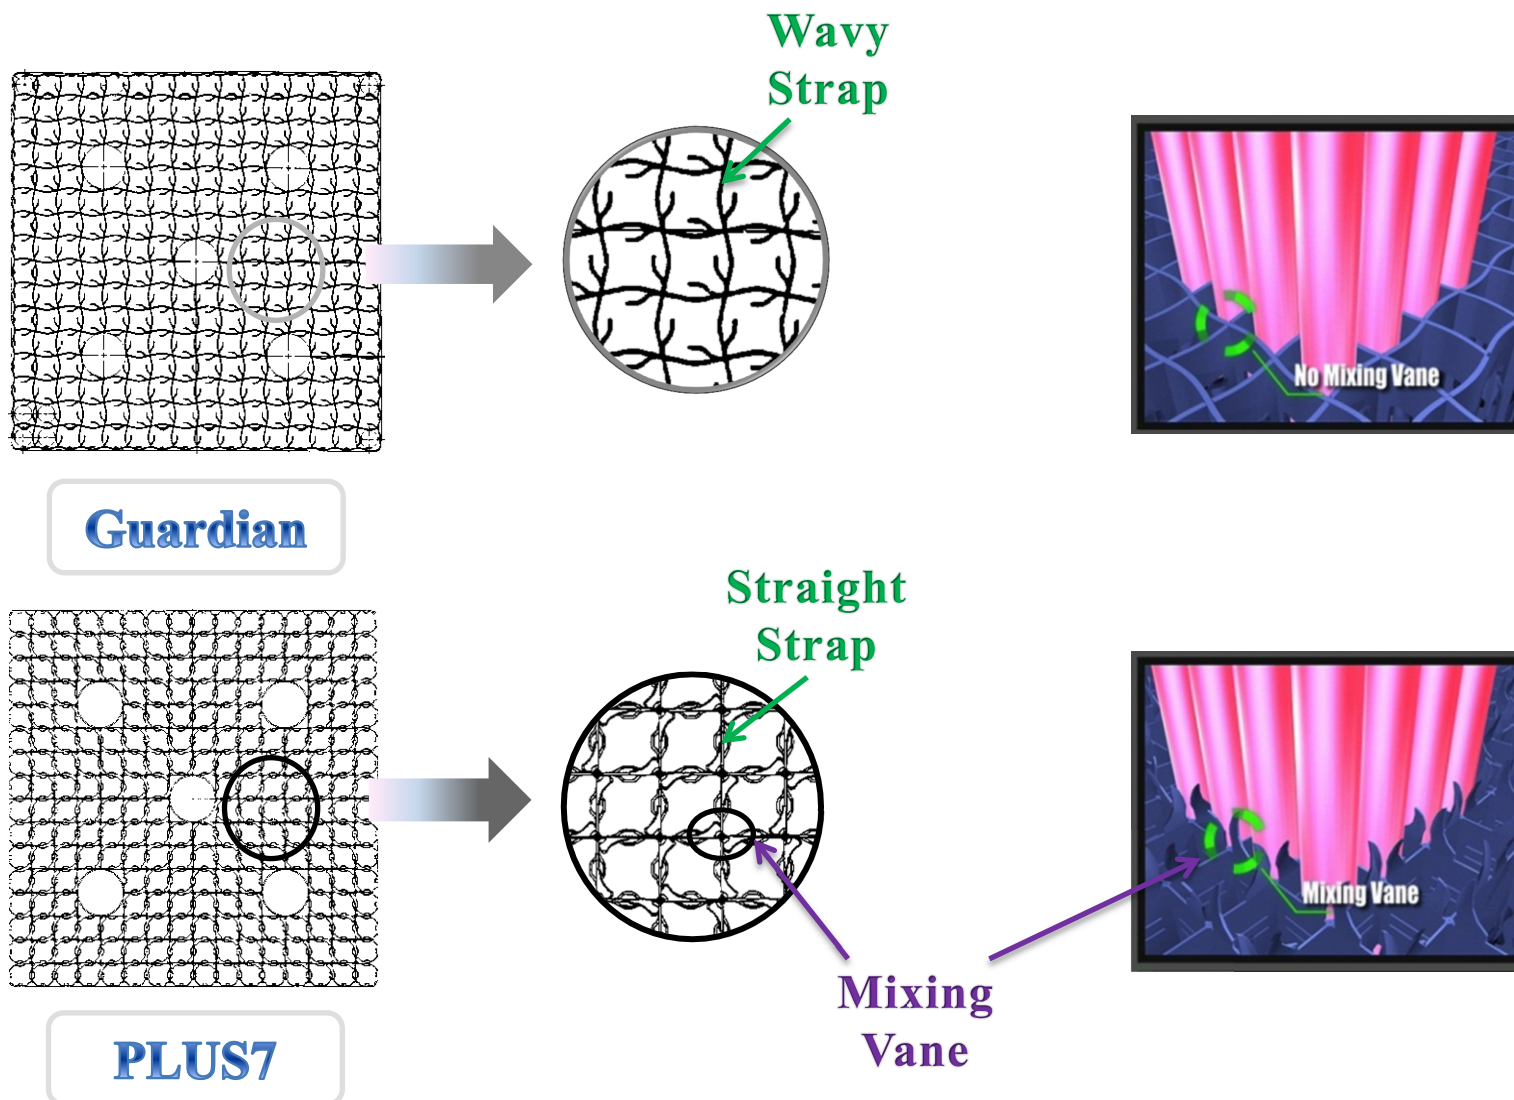 Wavy
Strap
No Mixing Vane
Guardian
Straight
Strap
Mixing Vane
Mixing
Vane
PLUS7